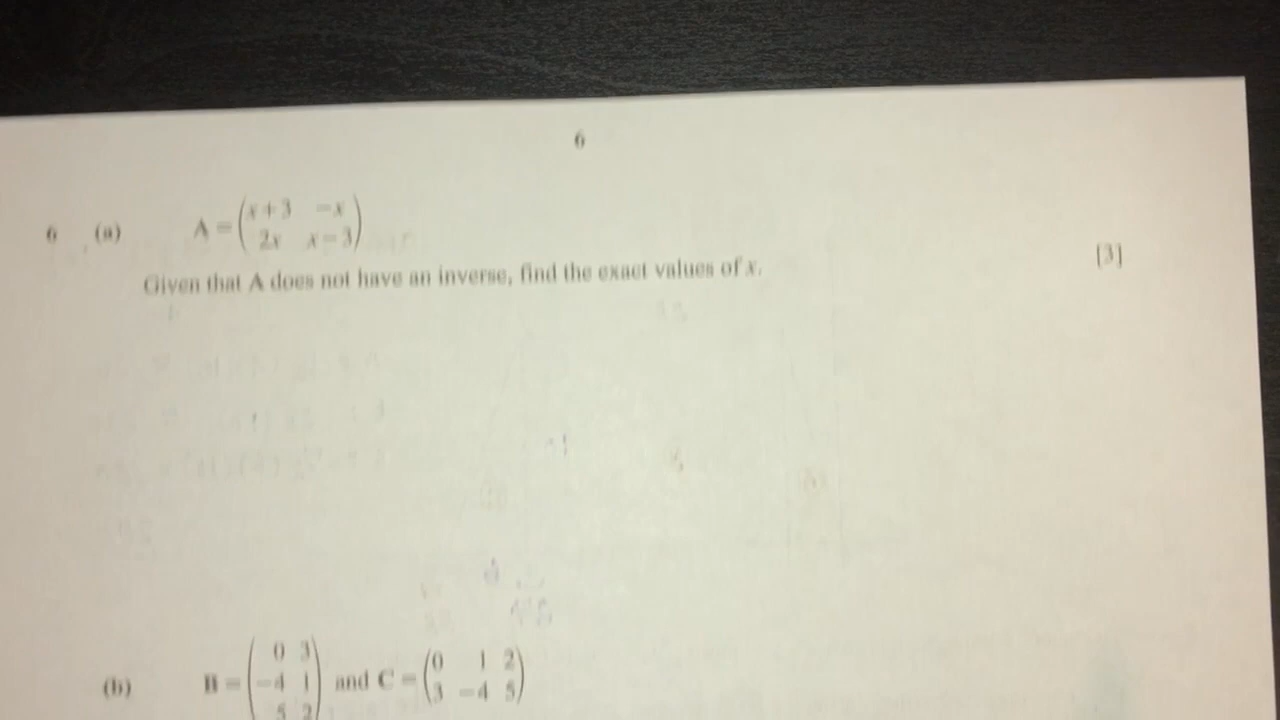 6
6 (a) A = (x+3 −x
2x x−3)
Given that A does not have an inverse, find the exact values of x. [3]
(b) B = (0 3
−4 1
5 2) and C = (0 1 2
3 −4 5)